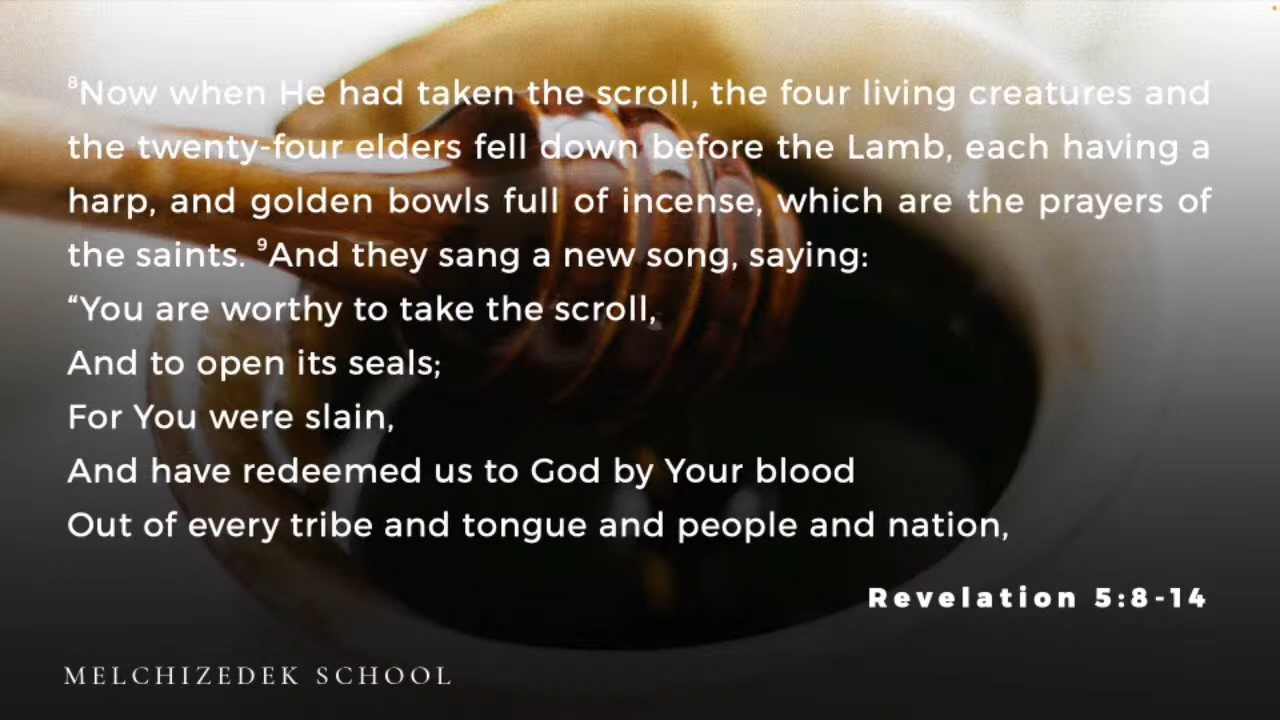 ⁸Now when He had taken the scroll, the four living creatures and
the twenty-four elders fell down before the Lamb, each having a
harp, and golden bowls full of incense, which are the prayers of
the saints. ⁹And they sang a new song, saying:
“You are worthy to take the scroll,
And to open its seals;
For You were slain,
And have redeemed us to God by Your blood
Out of every tribe and tongue and people and nation,
Revelation 5:8-14
MELCHIZEDEK SCHOOL